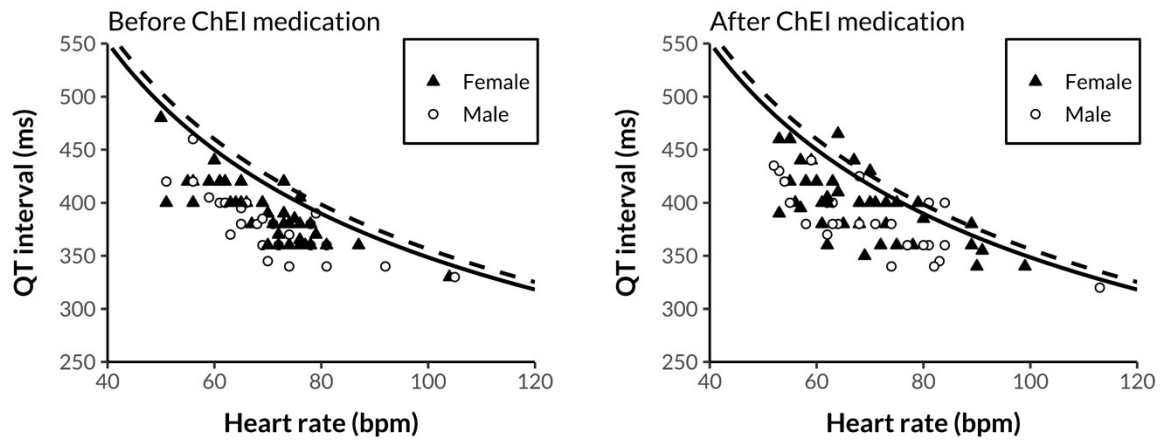 Before ChEI medication
550
500
450
400
350
300
250
40
60
80
100
120
QT interval (ms)
Heart rate (bpm)
Female
Male
After ChEI medication
550
500
450
400
350
300
250
40
60
80
100
120
QT interval (ms)
Heart rate (bpm)
Female
Male